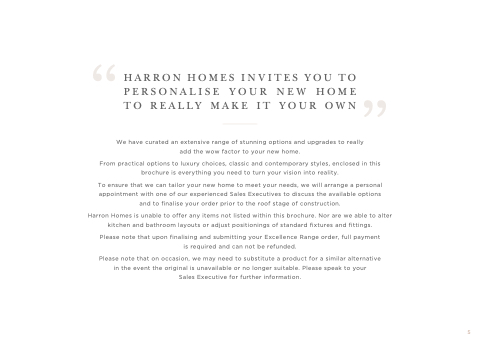 “ HARRON HOMES INVITES YOU TO
PERSONALISE YOUR NEW HOME
TO REALLY MAKE IT YOUR OWN ”
We have curated an extensive range of stunning options and upgrades to really
add the wow factor to your new home.
From practical options to luxury choices, classic and contemporary styles, enclosed in this
brochure is everything you need to turn your vision into reality.
To ensure that we can tailor your new home to meet your needs, we will arrange a personal
appointment with one of our experienced Sales Executives to discuss the available options
and to finalise your order prior to the roof stage of construction.
Harron Homes is unable to offer any items not listed within this brochure. Nor are we able to alter
kitchen and bathroom layouts or adjust positionings of standard fixtures and fittings.
Please note that upon finalising and submitting your Excellence Range order, full payment
is required and can not be refunded.
Please note that on occasion, we may need to substitute a product for a similar alternative
in the event the original is unavailable or no longer suitable. Please speak to your
Sales Executive for further information.